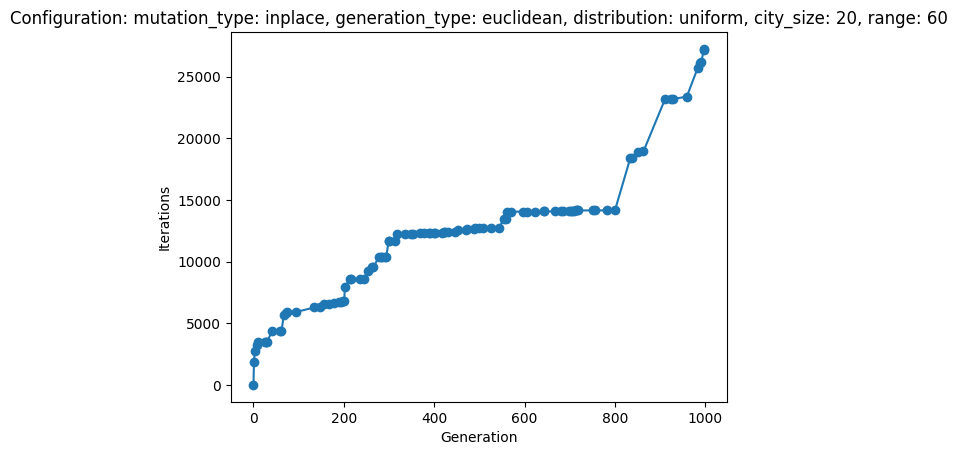 Configuration: mutation_type: inplace, generation_type: euclidean, distribution: uniform, city_size: 20, range: 60
25000
20000
15000
10000
5000
0
Iterations
0 200 400 600 800 1000
Generation